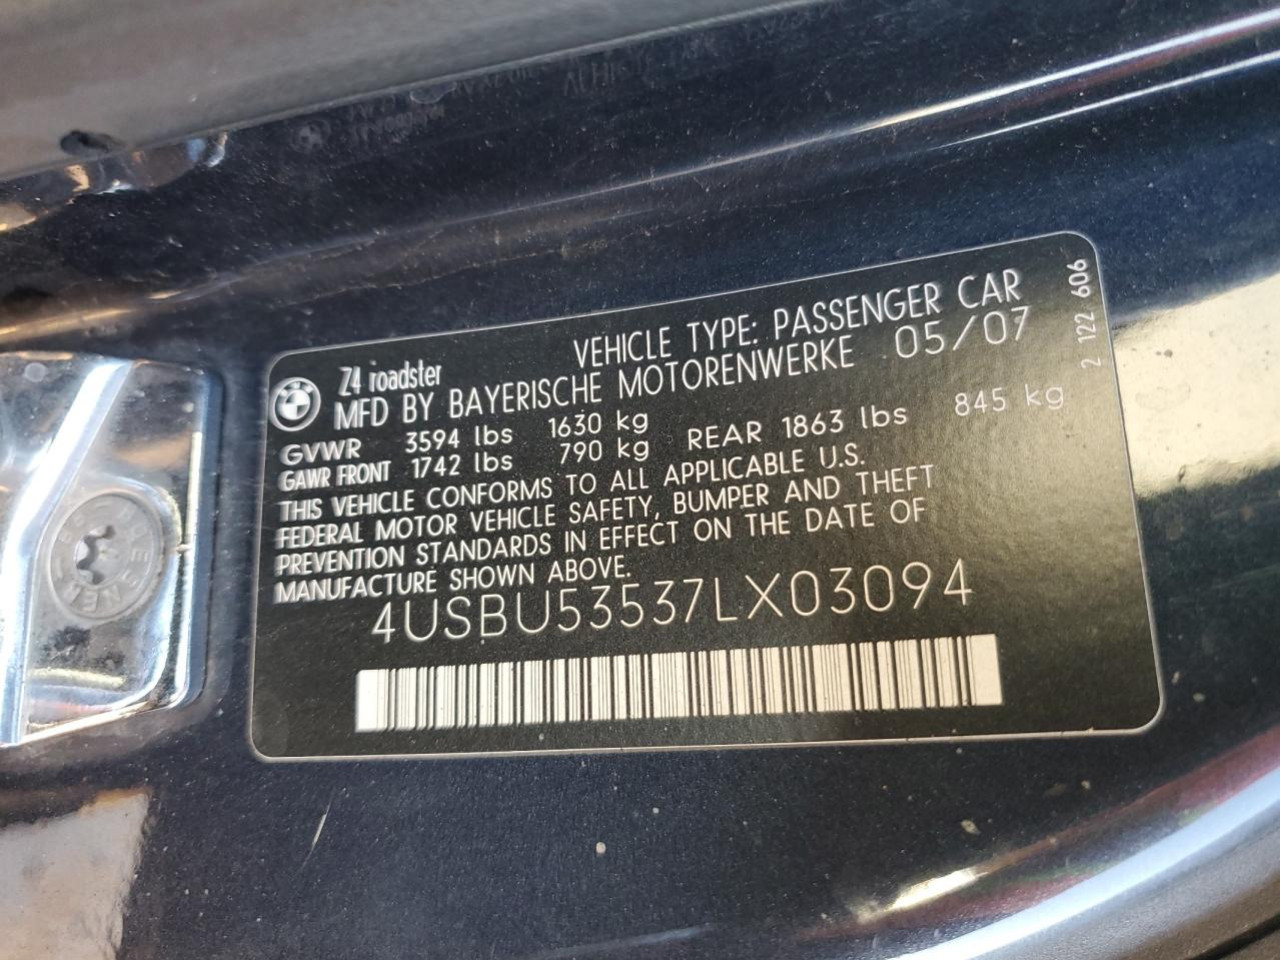 Z4 roadster VEHICLE TYPE: PASSENGER CAR
MFD BY BAYERISCHE MOTORENWERKE 05/07
GVWR 3594 lbs 1630 kg
GAWR FRONT 1742 lbs 790 kg REAR 1863 lbs 845 kg
THIS VEHICLE CONFORMS TO ALL APPLICABLE U.S.
FEDERAL MOTOR VEHICLE SAFETY, BUMPER AND THEFT
PREVENTION STANDARDS IN EFFECT ON THE DATE OF
MANUFACTURE SHOWN ABOVE.
4USBU53537LX03094
2 122 606